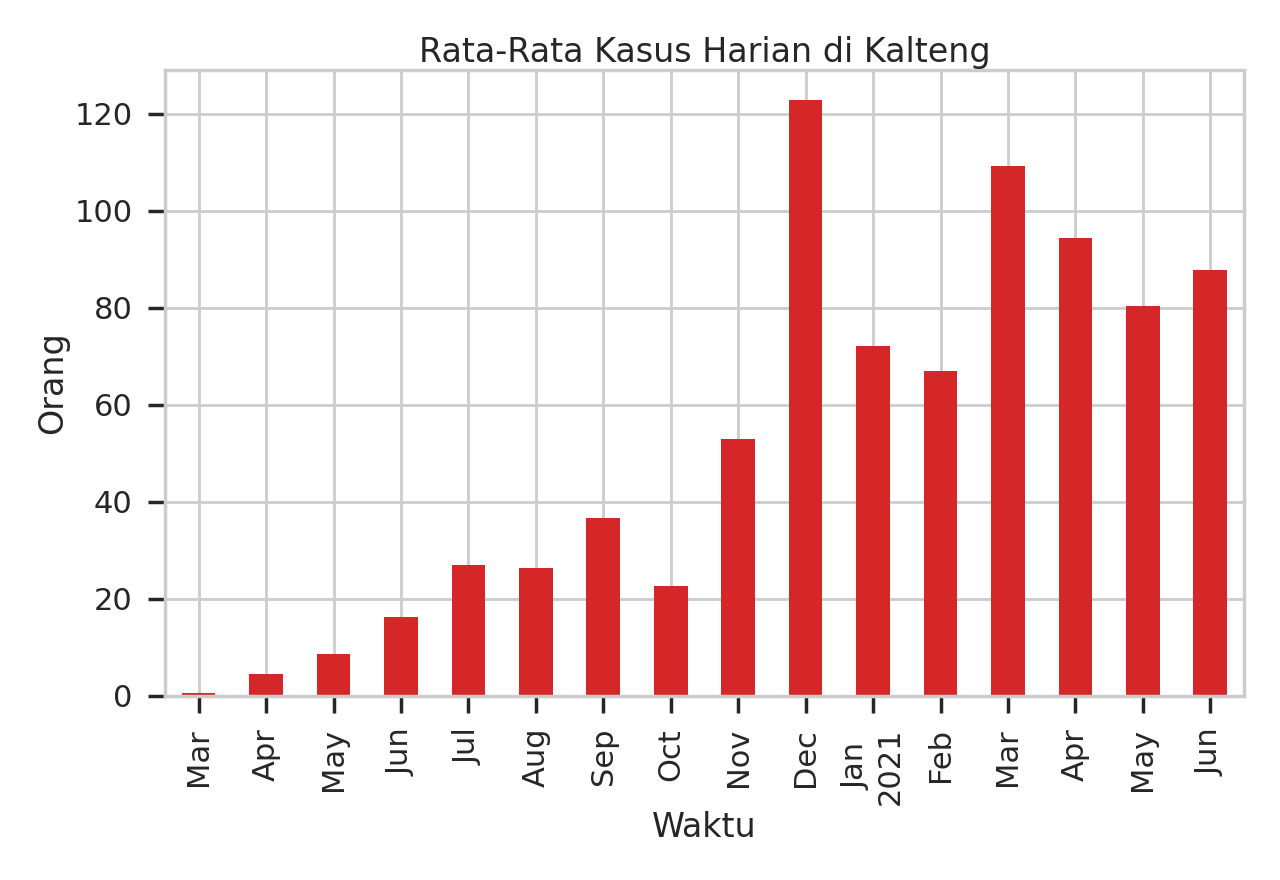 Rata-Rata Kasus Harian di Kalteng
120
100
80
60
40
20
0
Orang
Mar
Apr
May
Jun
Jul
Aug
Sep
Oct
Nov
Dec
Jan
2021
Feb
Mar
Apr
May
Jun
Waktu